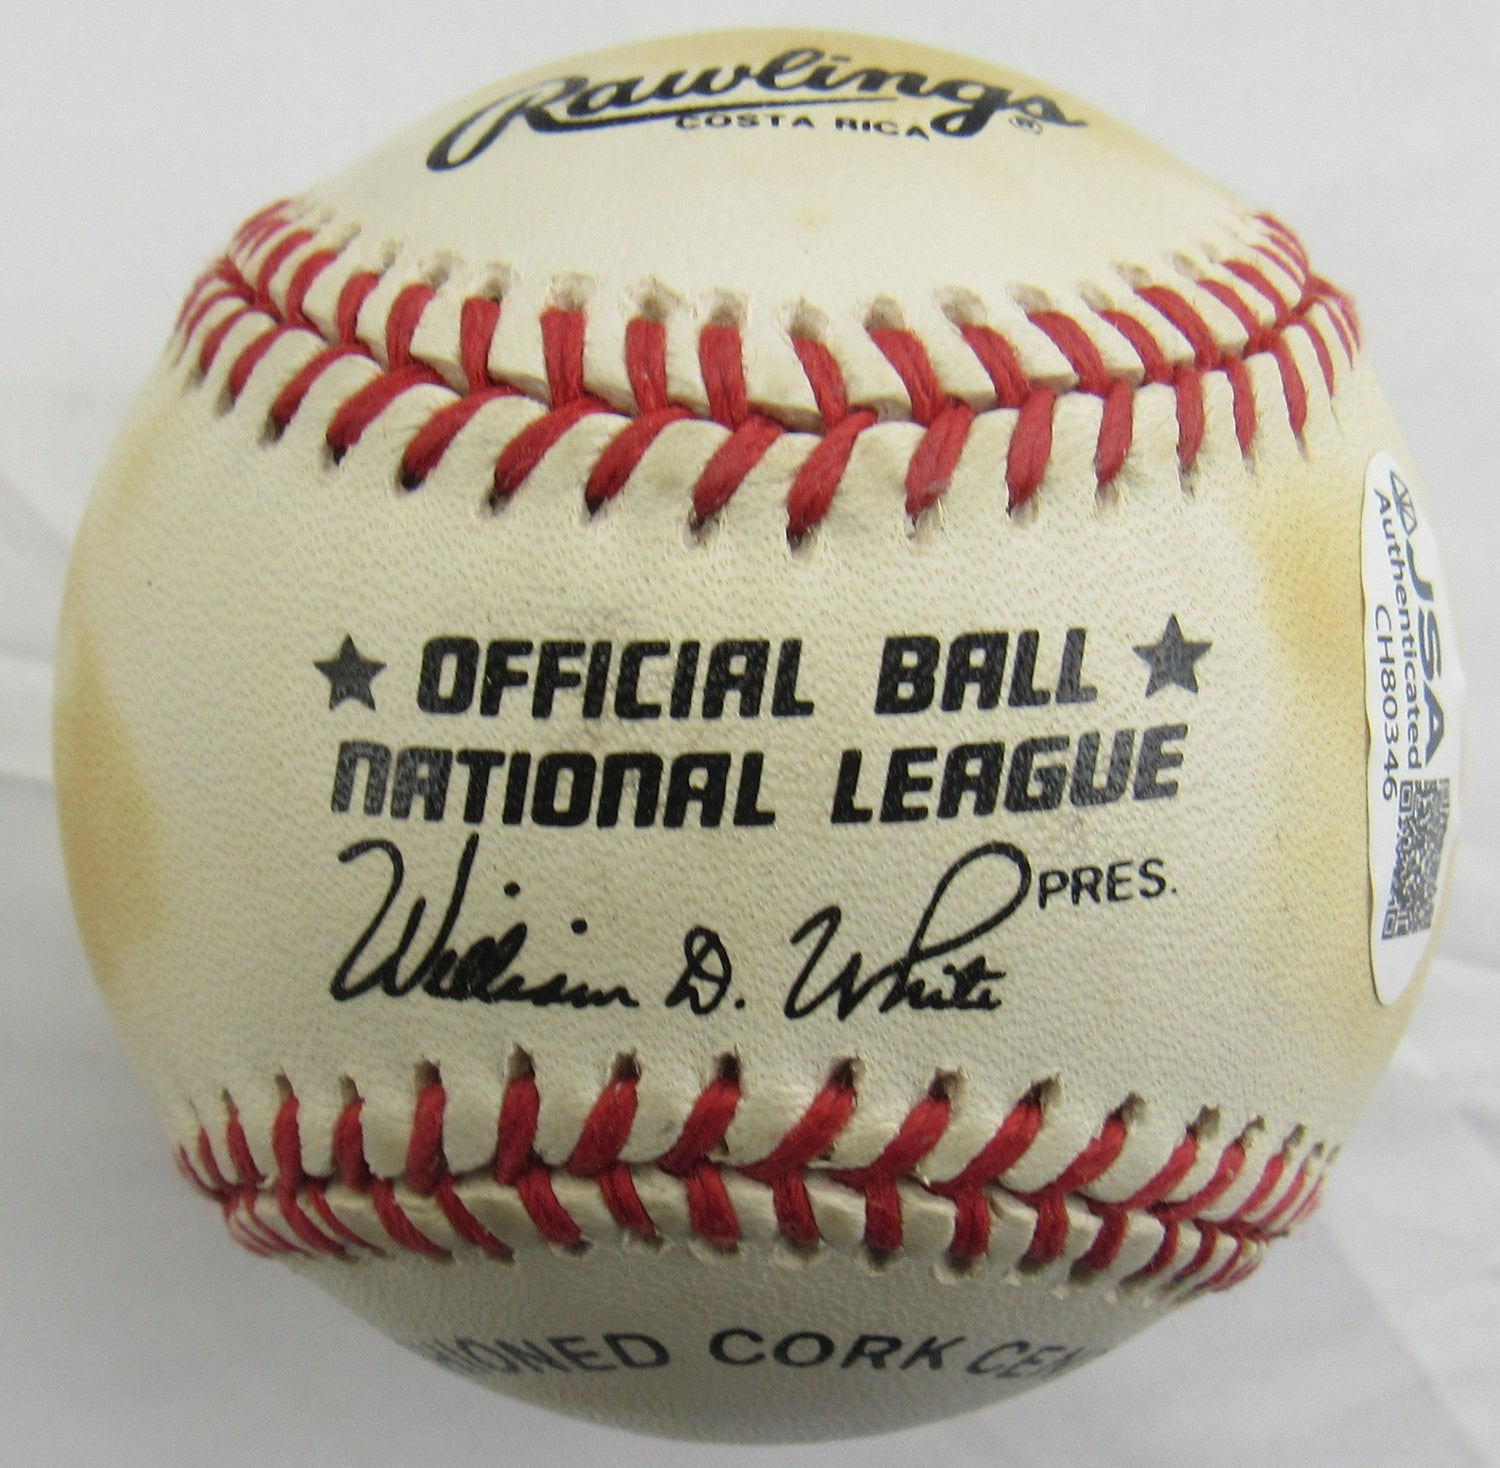 Rawlings®
COSTA RICA
★ OFFICIAL BALL ★
NATIONAL LEAGUE
William D. White PRES.
CORK
JSA
Authenticated
CH80346